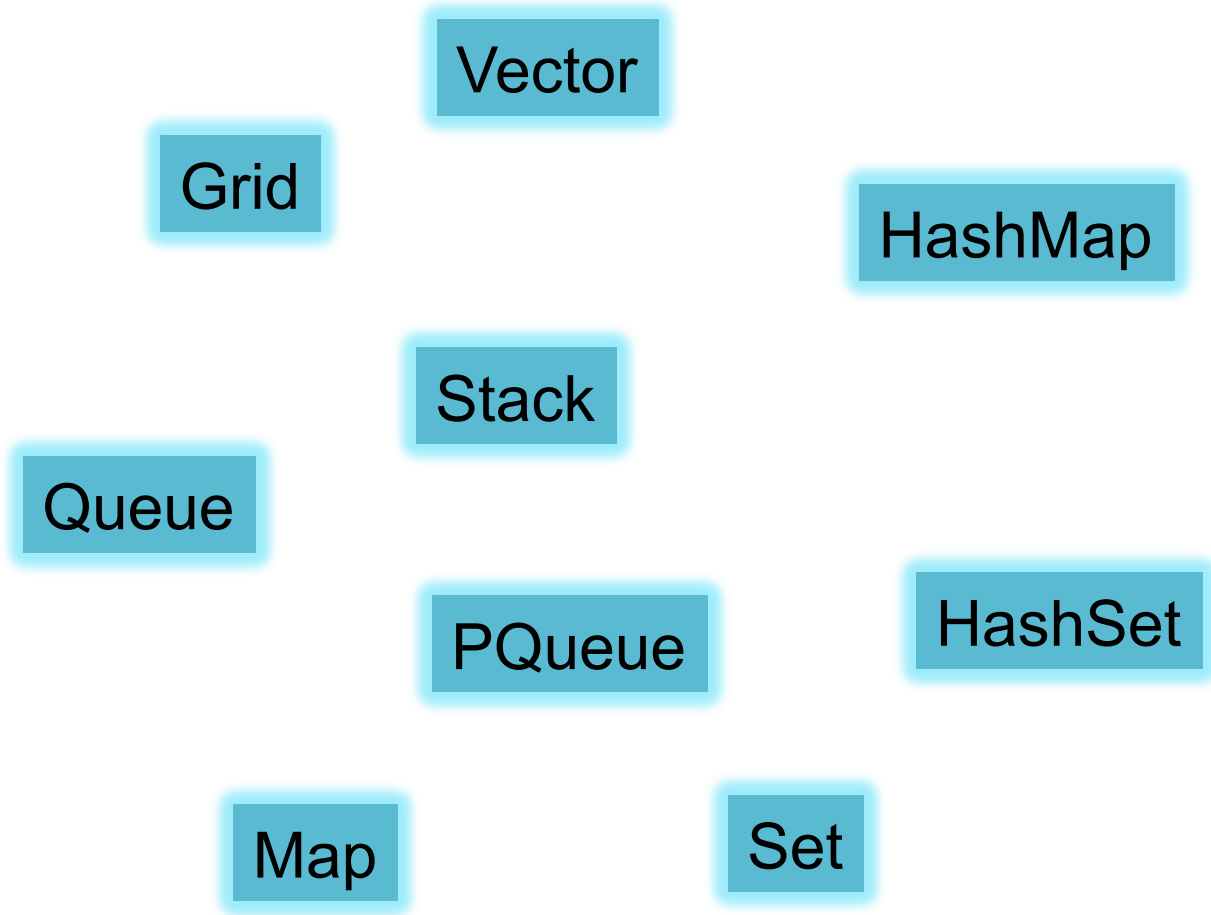 Vector
Grid
HashMap
Stack
Queue
HashSet
PQueue
Set
Map